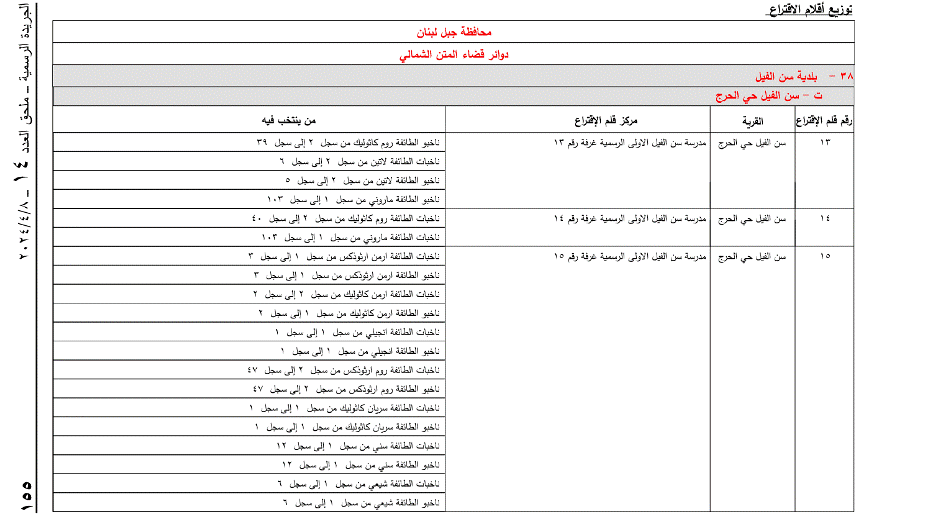 توزيع أقلام الاقتراع
محافظة جبل لبنان
دوائر قضاء المتن الشمالي
٣٨ - بلدية سن الفيل
ت - سن الفيل حي الحرج
رقم قلم الإقتراع القرية مركز قلم الإقتراع من ينتخب فيه
١٣ سن الفيل حي الحرج مدرسة سن الفيل الاولى الرسمية غرفة رقم ١٣ ناخبو الطائفة روم كاثوليك من سجل ٢ إلى سجل ٣٩
ناخبات الطائفة لاتين من سجل ٢ إلى سجل ٦
ناخبو الطائفة لاتين من سجل ٢ إلى سجل ٥
ناخبو الطائفة ماروني من سجل ١ إلى سجل ١٠٣
١٤ سن الفيل حي الحرج مدرسة سن الفيل الاولى الرسمية غرفة رقم ١٤ ناخبات الطائفة روم كاثوليك من سجل ٢ إلى سجل ٤٠
ناخبات الطائفة ماروني من سجل ١ إلى سجل ١٠٣
١٥ سن الفيل حي الحرج مدرسة سن الفيل الاولى الرسمية غرفة رقم ١٥ ناخبات الطائفة ارمن ارثوذكس من سجل ١ إلى سجل ٣
ناخبو الطائفة ارمن ارثوذكس من سجل ١ إلى سجل ٣
ناخبات الطائفة ارمن كاثوليك من سجل ٢ إلى سجل ٢
ناخبو الطائفة ارمن كاثوليك من سجل ١ إلى سجل ٢
ناخبات الطائفة انجيلي من سجل ١ إلى سجل ١
ناخبو الطائفة انجيلي من سجل ١ إلى سجل ١
ناخبات الطائفة روم ارثوذكس من سجل ٢ إلى سجل ٤٧
ناخبو الطائفة روم ارثوذكس من سجل ٢ إلى سجل ٤٧
ناخبات الطائفة سريان كاثوليك من سجل ١ إلى سجل ١
ناخبو الطائفة سريان كاثوليك من سجل ١ إلى سجل ١
ناخبات الطائفة سني من سجل ١ إلى سجل ١٢
ناخبو الطائفة سني من سجل ١ إلى سجل ١٢
ناخبات الطائفة شيعي من سجل ١ إلى سجل ٦
ناخبو الطائفة شيعي من سجل ١ إلى سجل ٦
الجريدة الرسمية – ملحق العدد ١٤ – ٢٠٢٤/٤/٨
١٥٥